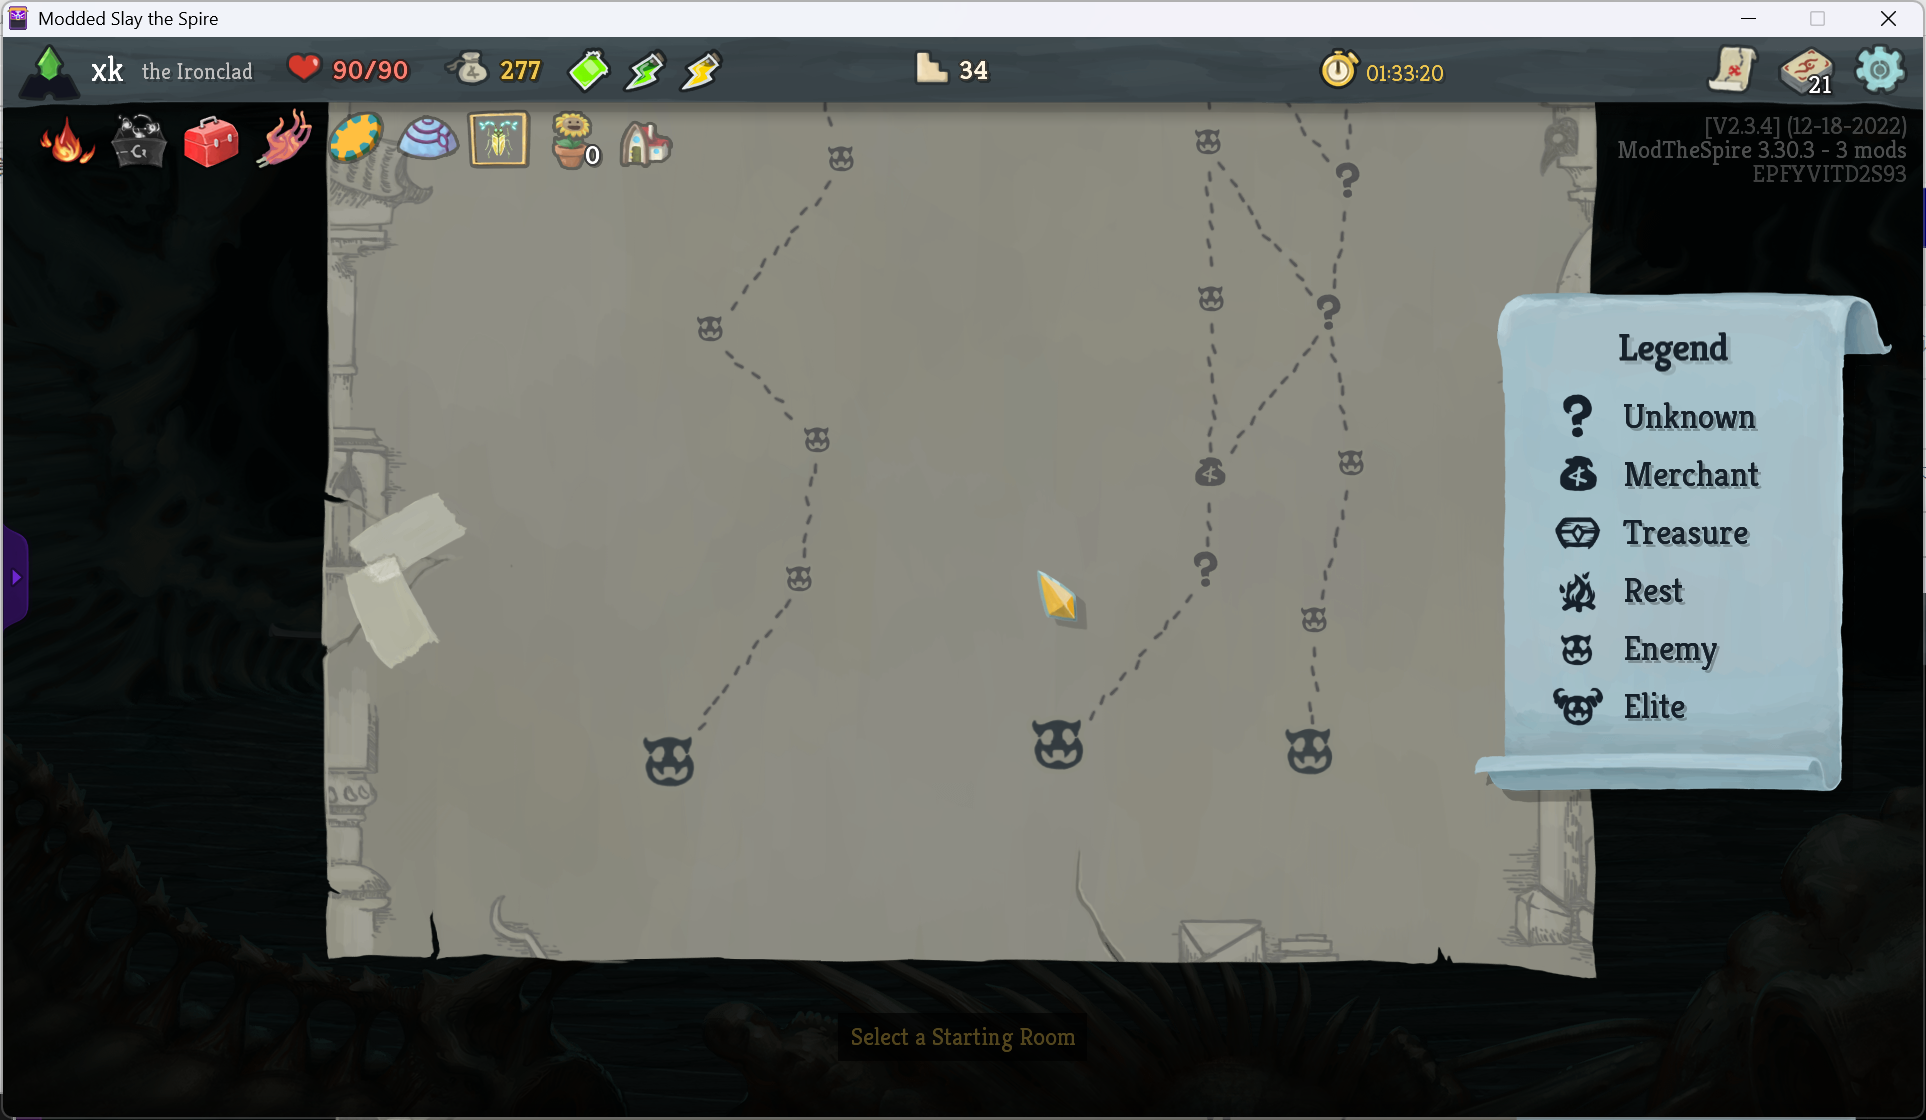 Modded Slay the Spire
xk the Ironclad 90/90 277 34 01:33:20 21
0
[V2.3.4] (12-18-2022)
ModTheSpire 3.30.3 - 3 mods
EPFYVITD2S93
Legend
Unknown
Merchant
Treasure
Rest
Enemy
Elite
Select a Starting Room